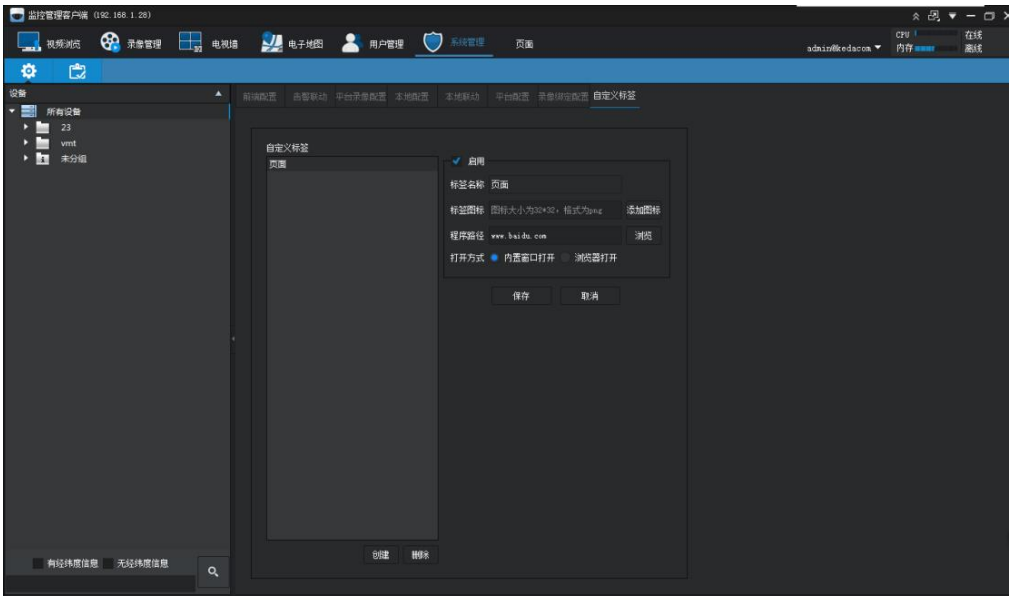 监控管理客户端 (192.168.1.28)
视频浏览 录像管理 电视墙 电子地图 用户管理 系统管理 页面
admin@kedacom
CPU 在线
内存 离线
设备
前端配置 告警联动 平台录像配置 本地配置 本地联动 平台配置 录像绑定配置 自定义标签
所有设备
23
vmt
未分组
自定义标签
页面
启用
标签名称 页面
标签图标 图标大小为32*32，格式为png 添加图标
程序路径 www.baidu.com 浏览
打开方式 内置窗口打开 浏览器打开
保存 取消
创建 删除
有经纬度信息 无经纬度信息